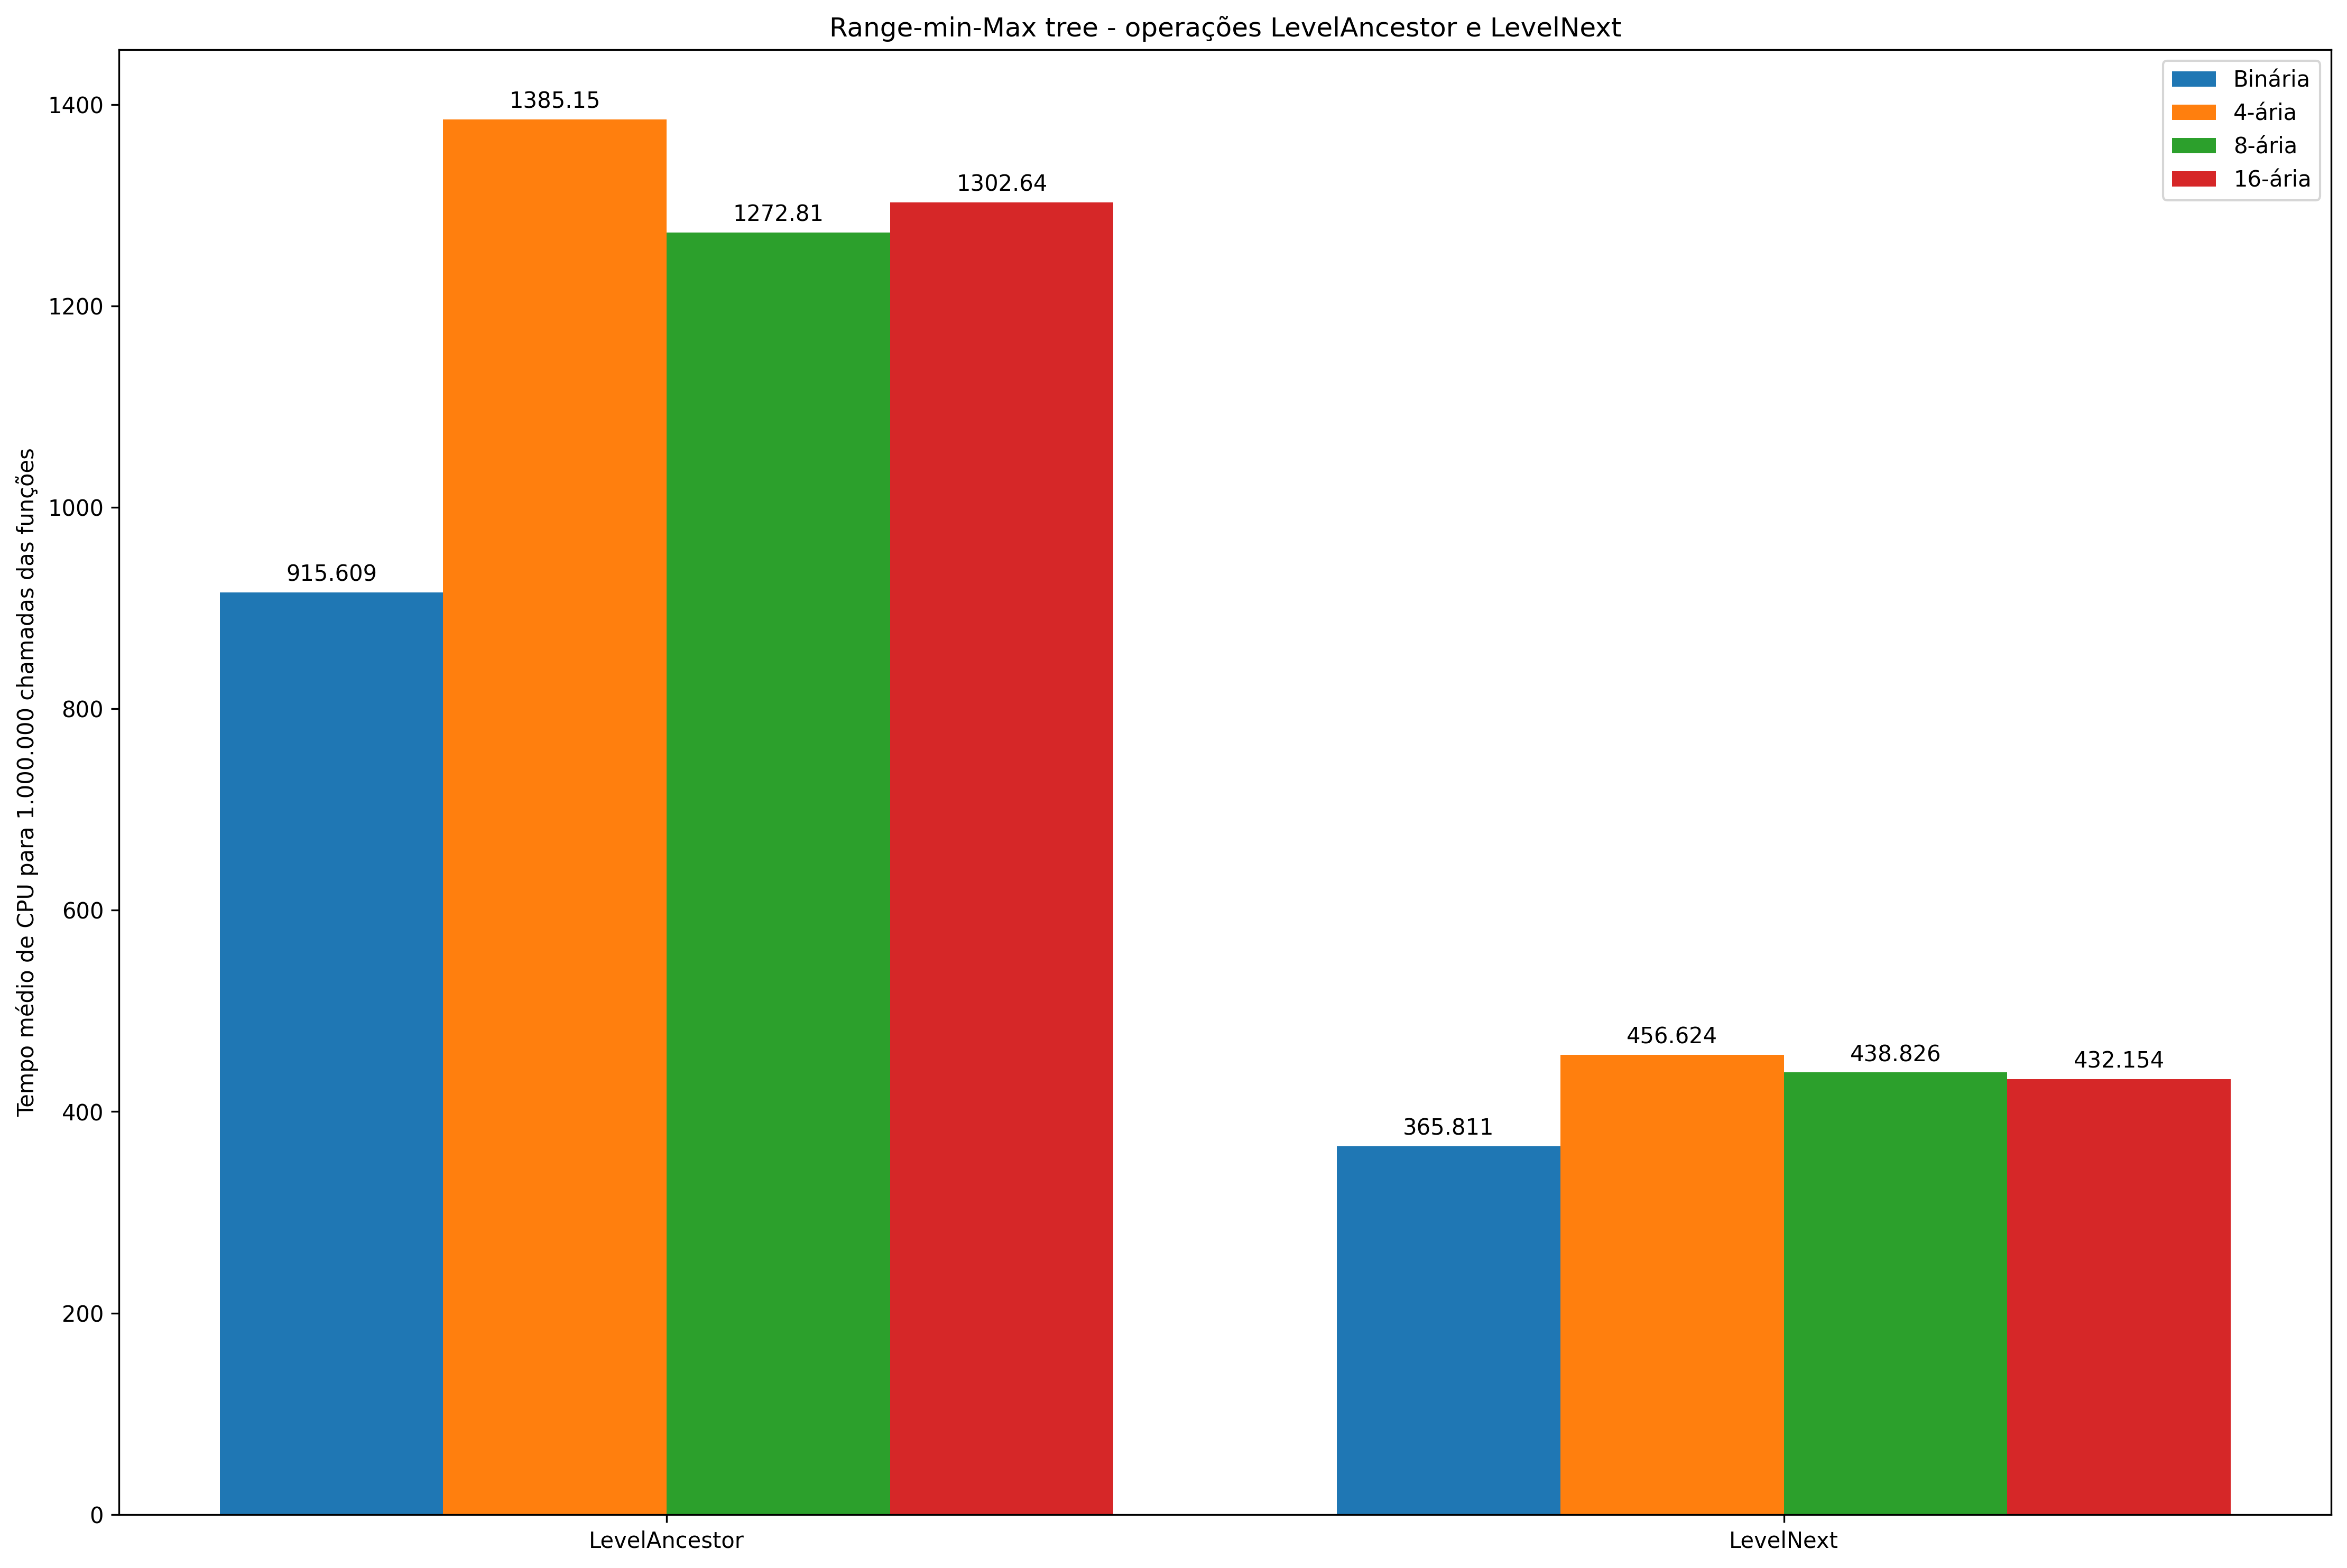 Range-min-Max tree - operações LevelAncestor e LevelNext
Tempo médio de CPU para 1.000.000 chamadas das funções
1400
1200
1000
800
600
400
200
0
915.609
1385.15
1272.81
1302.64
365.811
456.624
438.826
432.154
LevelAncestor
LevelNext
Binária
4-ária
8-ária
16-ária